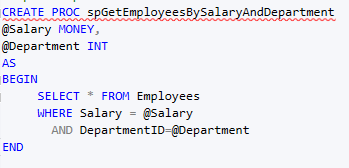 CREATE PROC spGetEmployeesBySalaryAndDepartment
@Salary MONEY,
@Department INT
AS
BEGIN
SELECT * FROM Employees
WHERE Salary = @Salary
AND DepartmentID=@Department
END